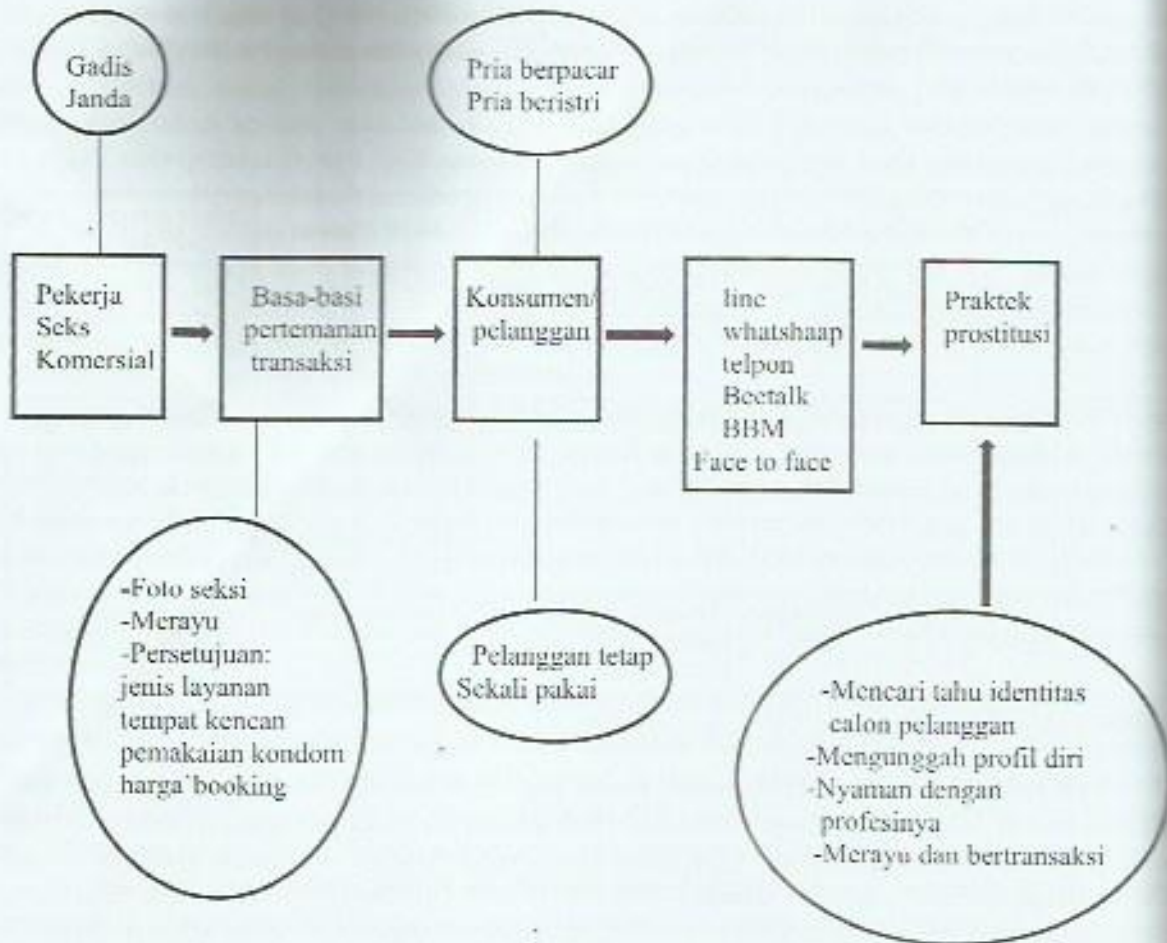 Gadis
Janda
Pria berpacar
Pria beristri
Pekerja
Seks
Komersial
Basa-basi
pertemanan
transaksi
Konsumen/
pelanggan
line
whatshaap
telpon
Beetalk
BBM
Face to face
Praktek
prostitusi
-Foto seksi
-Merayu
-Persetujuan:
jenis layanan
tempat kencan
pemakaian kondom
harga booking
Pelanggan tetap
Sekali pakai
-Mencari tahu identitas
calon pelanggan
-Mengunggah profil diri
-Nyaman dengan
profesinya
-Merayu dan bertransaksi